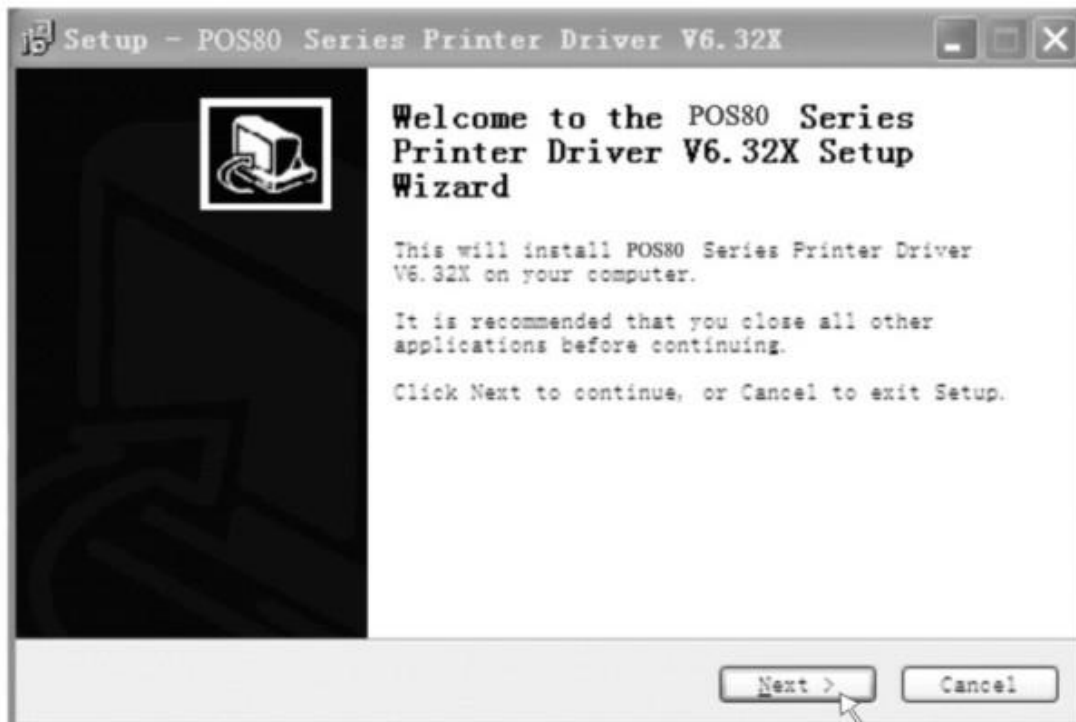 Setup - POS80 Series Printer Driver V6.32X
Welcome to the POS80 Series
Printer Driver V6.32X Setup
Wizard
This will install POS80 Series Printer Driver
V6.32X on your computer.
It is recommended that you close all other
applications before continuing.
Click Next to continue, or Cancel to exit Setup.
Next >
Cancel